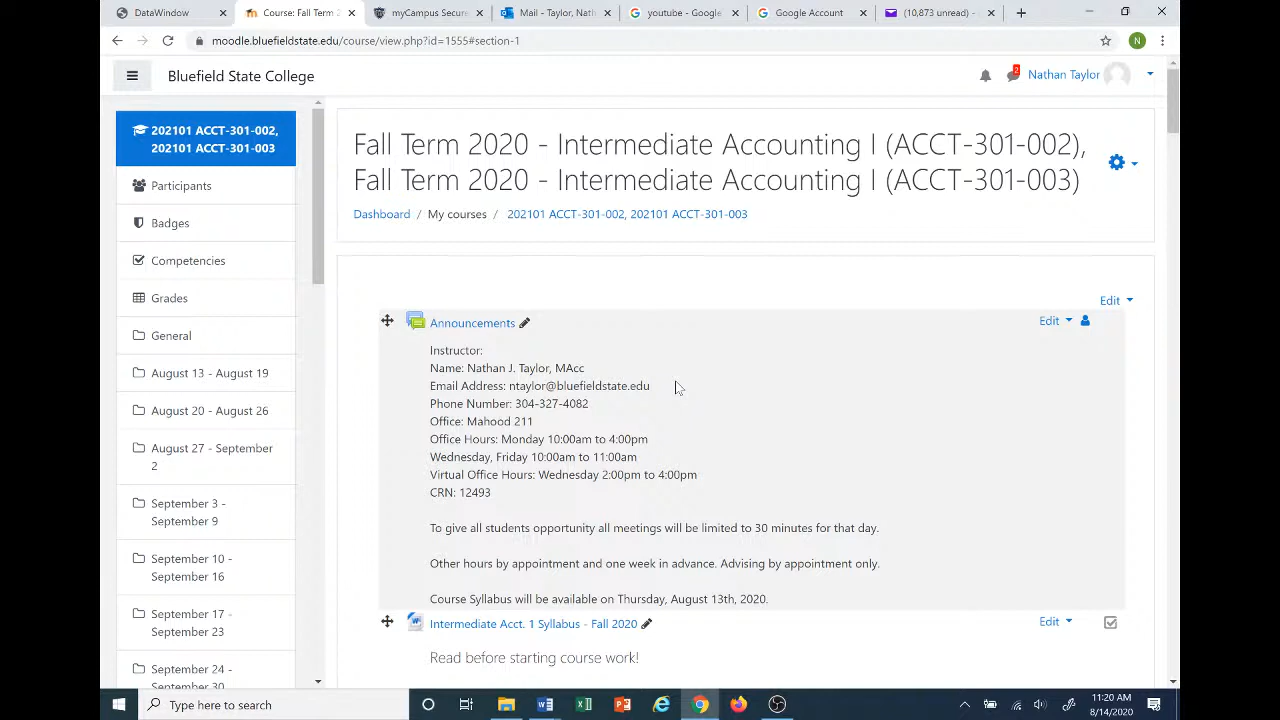 DataWindow
Course: Fall Term 2
myCampus Secure
Mail - Taylor, Nath
youtube - Google
Google Account
(10,873 unread) -
moodle.bluefieldstate.edu/course/view.php?id=1555#section-1
N
Bluefield State College
2
Nathan Taylor
202101 ACCT-301-002,
202101 ACCT-301-003
Participants
Badges
Competencies
Grades
General
August 13 - August 19
August 20 - August 26
August 27 - September
2
September 3 -
September 9
September 10 -
September 16
September 17 -
September 23
September 24 -
September 30
Fall Term 2020 - Intermediate Accounting I (ACCT-301-002),
Fall Term 2020 - Intermediate Accounting I (ACCT-301-003)
Dashboard / My courses / 202101 ACCT-301-002, 202101 ACCT-301-003
Edit
Announcements
Edit
Instructor:
Name: Nathan J. Taylor, MAcc
Email Address: ntaylor@bluefieldstate.edu
Phone Number: 304-327-4082
Office: Mahood 211
Office Hours: Monday 10:00am to 4:00pm
Wednesday, Friday 10:00am to 11:00am
Virtual Office Hours: Wednesday 2:00pm to 4:00pm
CRN: 12493
To give all students opportunity all meetings will be limited to 30 minutes for that day.
Other hours by appointment and one week in advance. Advising by appointment only.
Course Syllabus will be available on Thursday, August 13th, 2020.
Intermediate Acct. 1 Syllabus - Fall 2020
Edit
Read before starting course work!
Type here to search
11:20 AM
8/14/2020